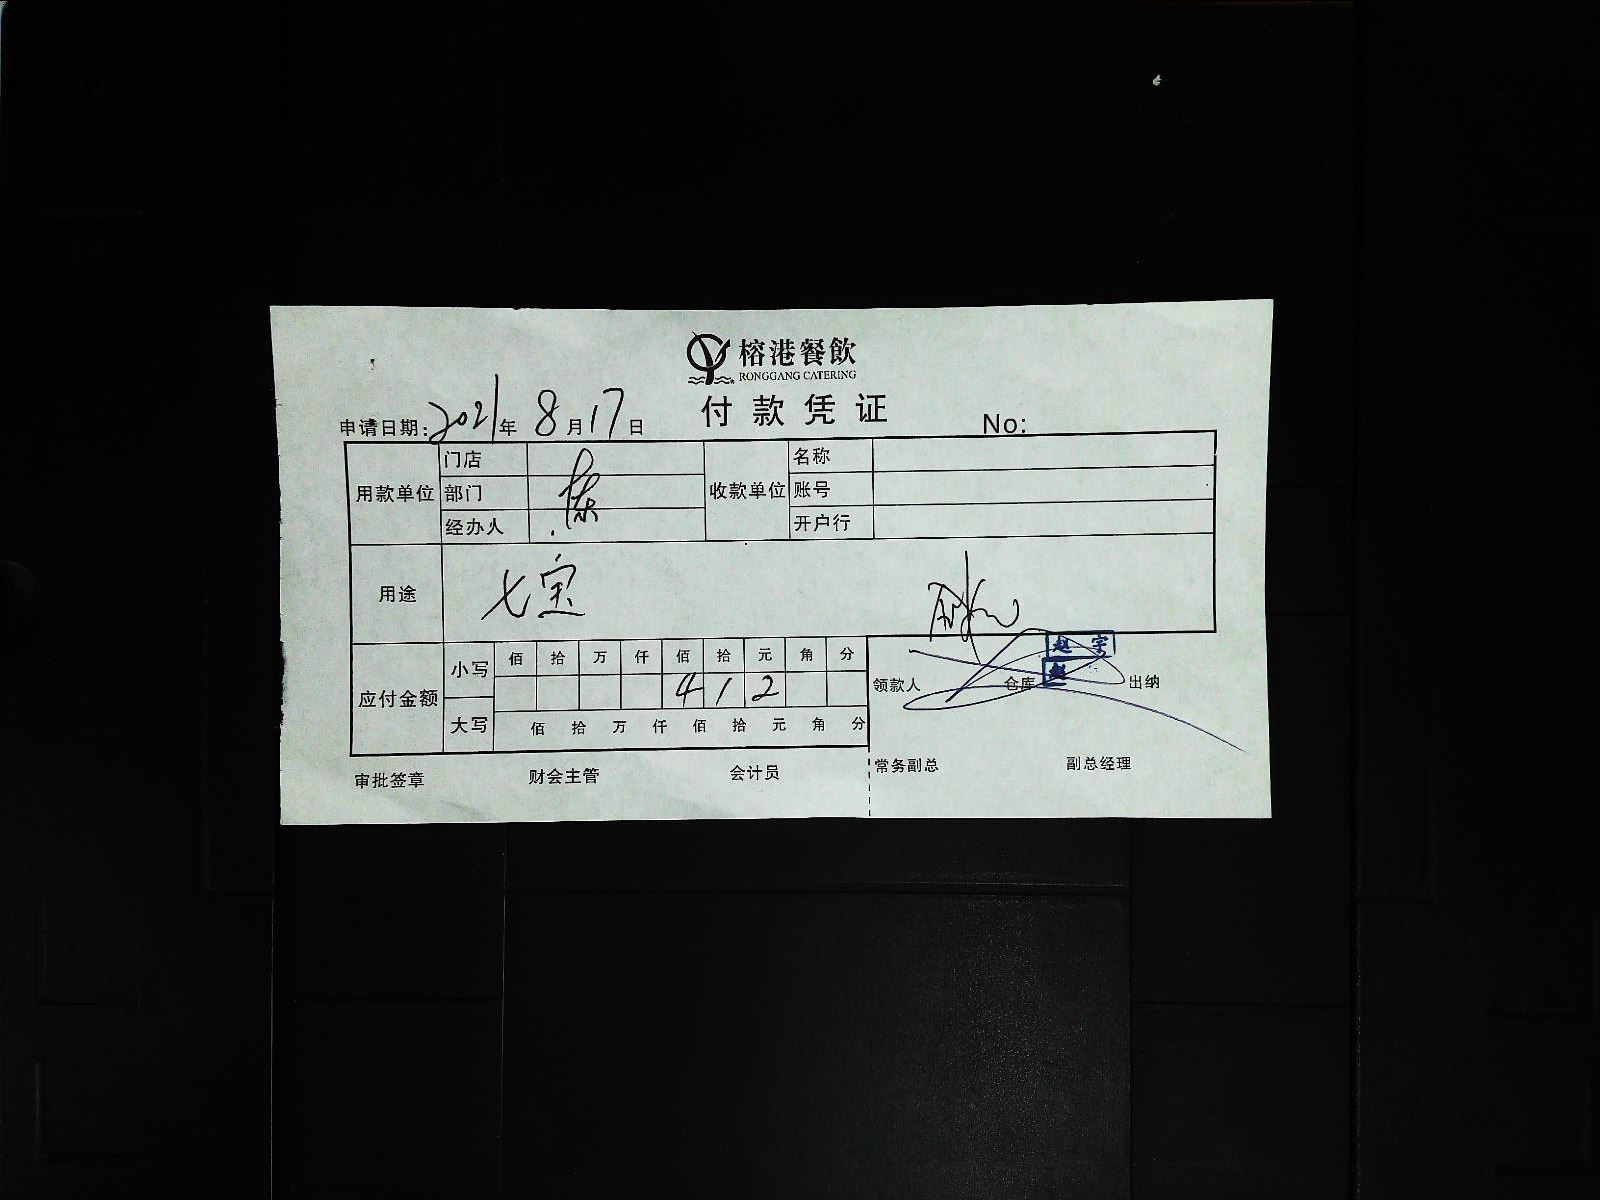 榕港餐飲
RONGGANG CATERING
付款凭证
申请日期: 2021年 8月17日 No:
用款单位 门店 收款单位 名称
部门 账号
经办人 开户行
用途 七宝
应付金额 小写 佰 拾 万 仟 佰 拾 元 角 分
4 1 2
大写 佰 拾 万 仟 佰 拾 元 角 分
领款人 仓库 出纳
审批签章 财会主管 会计员 常务副总 副总经理